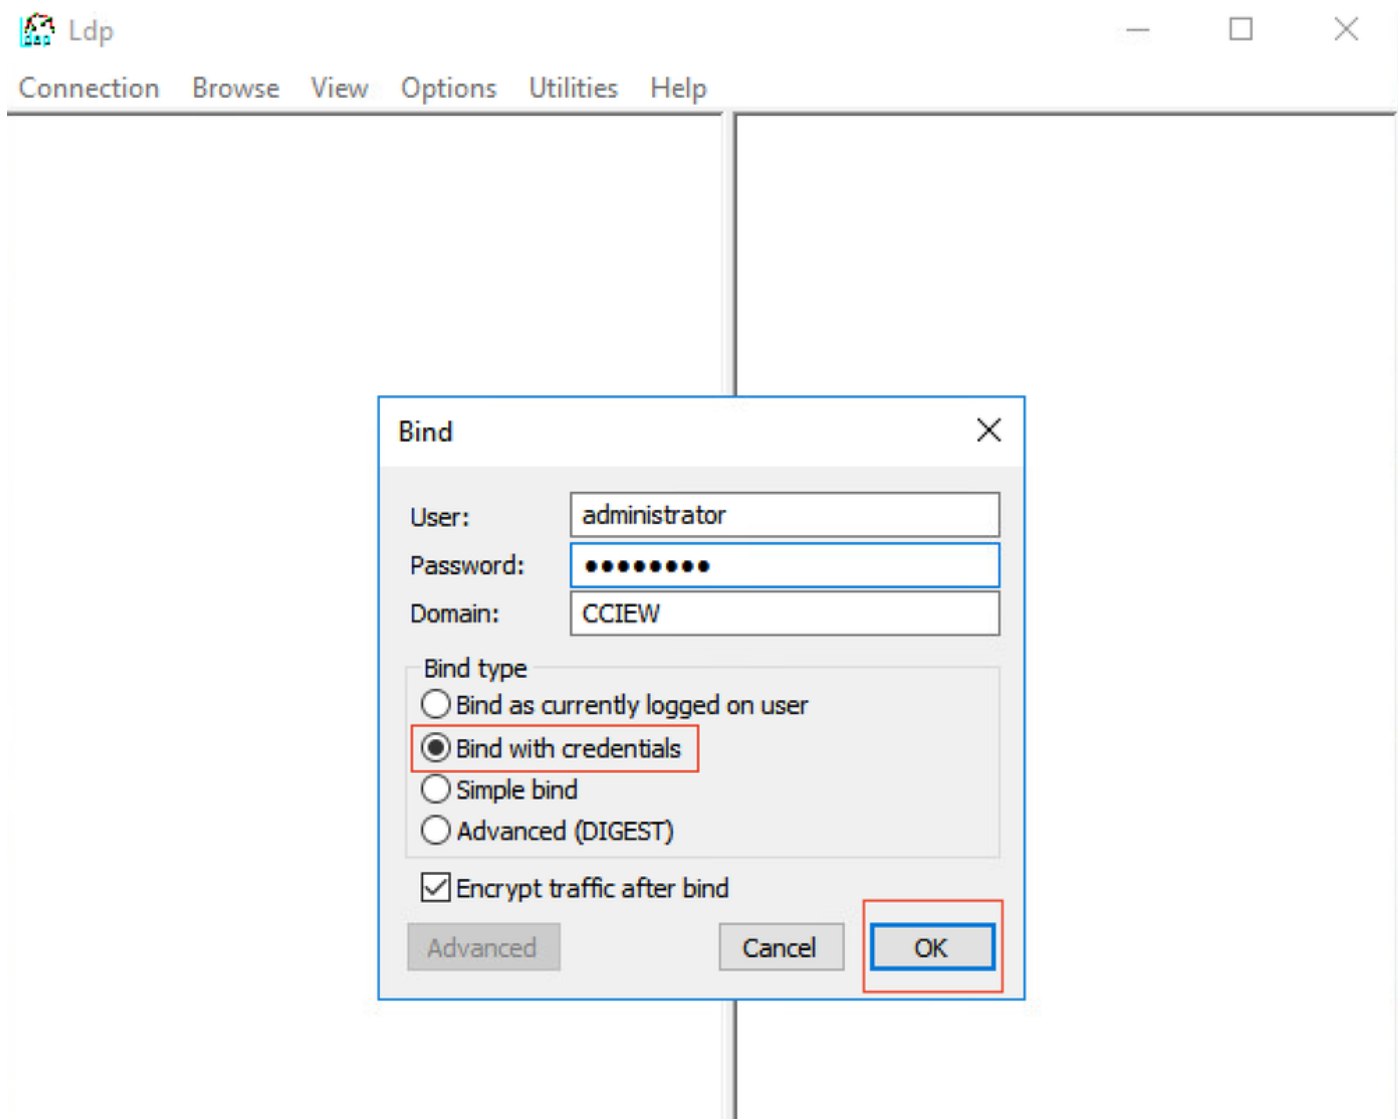 Ldp
Connection Browse View Options Utilities Help
Bind
User: administrator
Password: ••••••••
Domain: CCIEW
Bind type
Bind as currently logged on user
Bind with credentials
Simple bind
Advanced (DIGEST)
Encrypt traffic after bind
Advanced Cancel OK